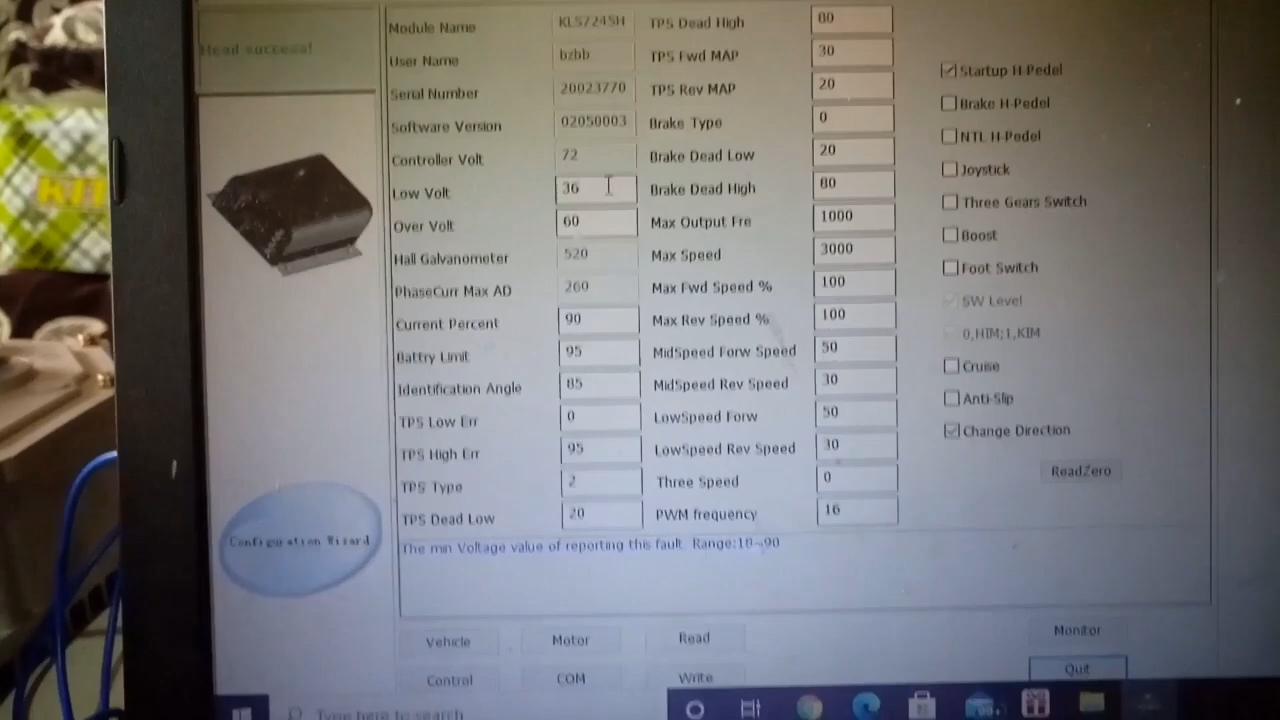 Read success!
Module Name KLS7245H TPS Dead High 80
User Name bzbb TPS Fwd MAP 30
Serial Number 20023770 TPS Rev MAP 20
Software Version 02050003 Brake Type 0
Controller Volt 72 Brake Dead Low 20
Low Volt 36 Brake Dead High 80
Over Volt 60 Max Output Fre 1000
Hall Galvanometer 520 Max Speed 3000
PhaseCurr Max AD 260 Max Fwd Speed % 100
Current Percent 90 Max Rev Speed % 100
Battry Limit 95 MidSpeed Forw Speed 50
Identification Angle 85 MidSpeed Rev Speed 30
TPS Low Err 0 LowSpeed Forw 50
TPS High Err 95 LowSpeed Rev Speed 30
TPS Type 2 Three Speed 0
TPS Dead Low 20 PWM frequency 16
Startup H-Pedel
Brake H-Pedel
NTL H-Pedel
Joystick
Three Gears Switch
Boost
Foot Switch
SW Level
0,HIM;1,KIM
Cruise
Anti-Slip
Change Direction
ReadZero
Configuration Wizard
The min Voltage value of reporting this fault. Range:18~90
Vehicle Motor Read Monitor
Control COM Write Quit
Type here to search
KIT